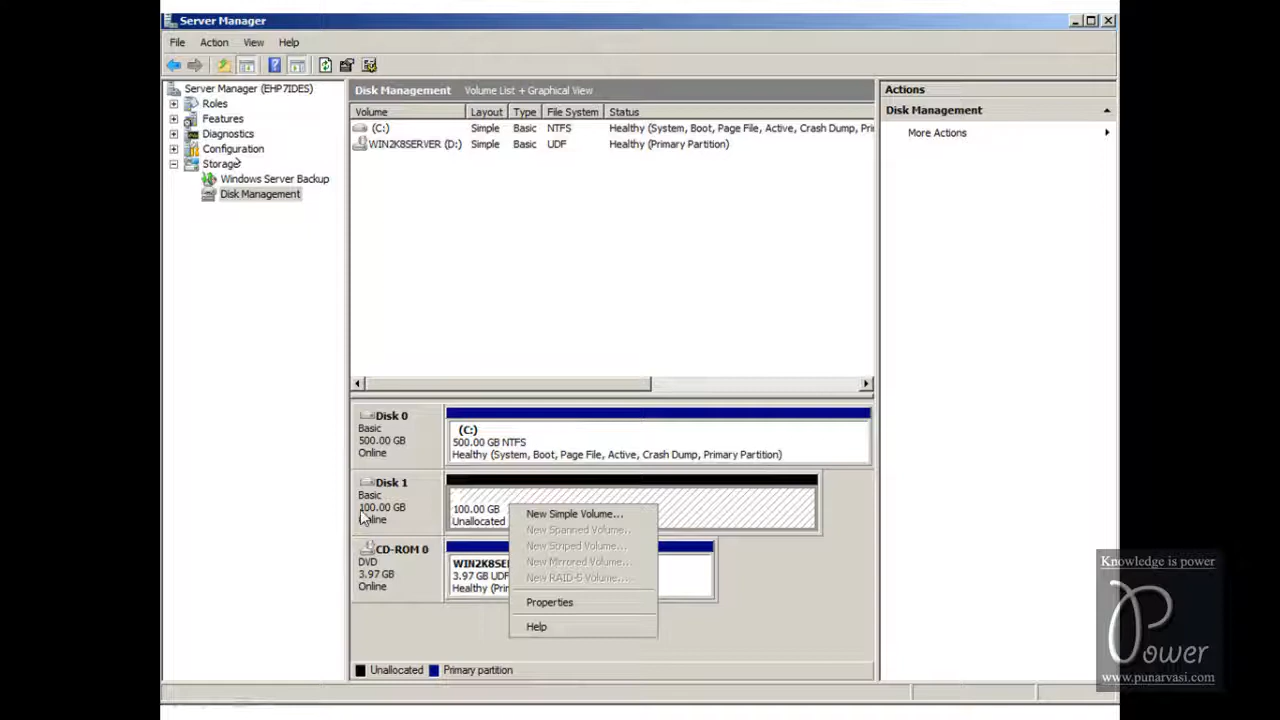 Server Manager
File Action View Help
Server Manager (EHP7IDES)
Roles
Features
Diagnostics
Configuration
Storage
Windows Server Backup
Disk Management
Disk Management Volume List + Graphical View
Volume Layout Type File System Status
(C:) Simple Basic NTFS Healthy (System, Boot, Page File, Active, Crash Dump, Pri
WIN2K8SERVER (D:) Simple Basic UDF Healthy (Primary Partition)
Actions
Disk Management
More Actions
Disk 0
Basic
500.00 GB
Online
(C:)
500.00 GB NTFS
Healthy (System, Boot, Page File, Active, Crash Dump, Primary Partition)
Disk 1
Basic
100.00 GB
Online
100.00 GB
Unallocated
New Simple Volume...
New Spanned Volume...
New Striped Volume...
New Mirrored Volume...
New RAID-5 Volume...
Properties
Help
CD-ROM 0
DVD
3.97 GB
Online
WIN2K8SE
3.97 GB UDF
Healthy (Pri
Unallocated Primary partition
Knowledge is power
Power
www.punarvasi.com